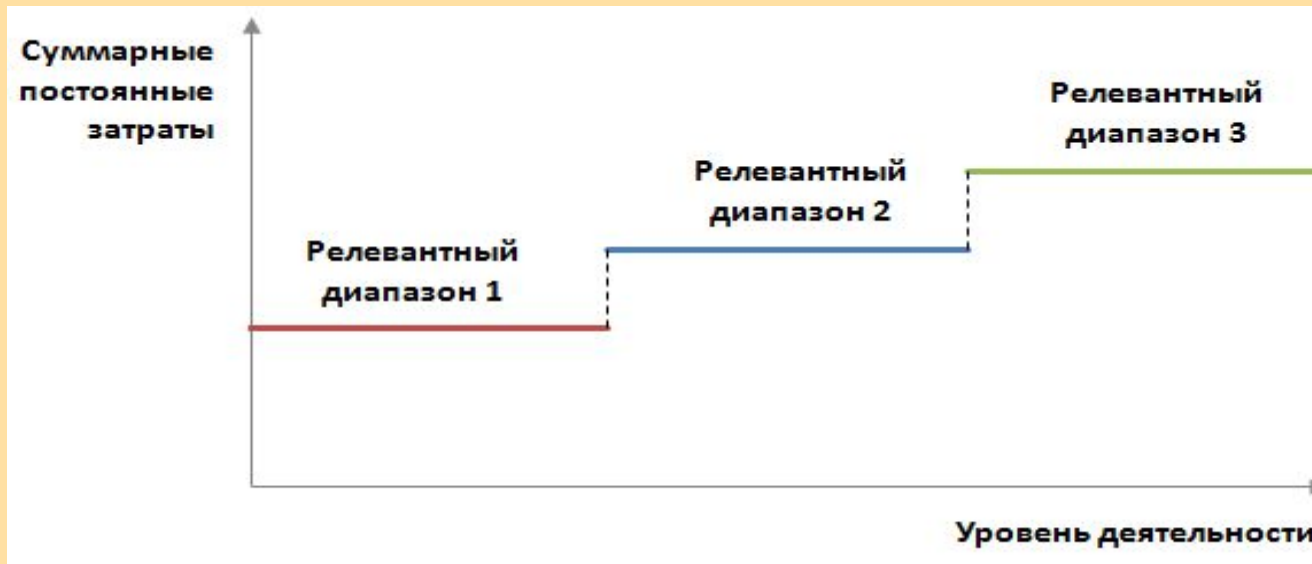 Суммарные
постоянные
затраты
Релевантный
диапазон 1
Релевантный
диапазон 2
Релевантный
диапазон 3
Уровень деятельности